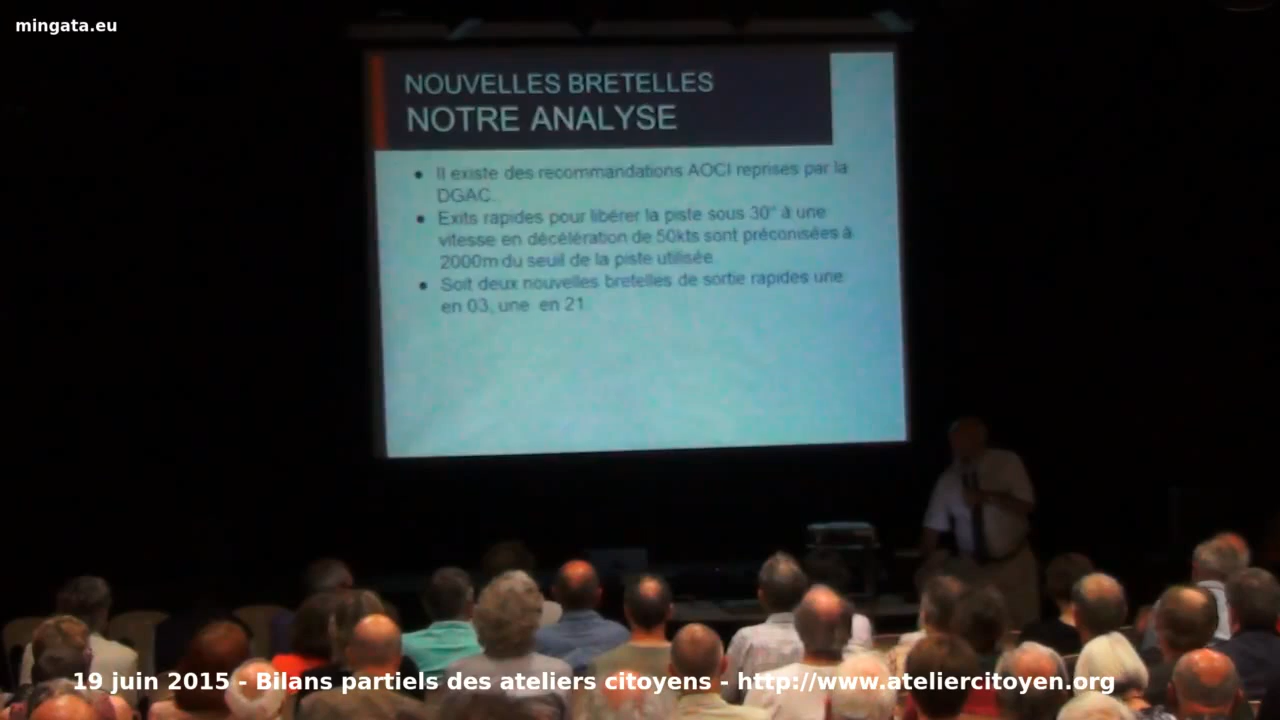 mingata.eu
NOUVELLES BRETELLES
NOTRE ANALYSE
• Il existe des recommandations AOCI reprises par la
DGAC.
• Exits rapides pour libérer la piste sous 30° à une
vitesse en décélération de 50kts sont préconisées à
2000m du seuil de la piste utilisée.
• Soit deux nouvelles bretelles de sortie rapides une
en 03, une en 21
19 juin 2015 - Bilans partiels des ateliers citoyens - http://www.ateliercitoyen.org